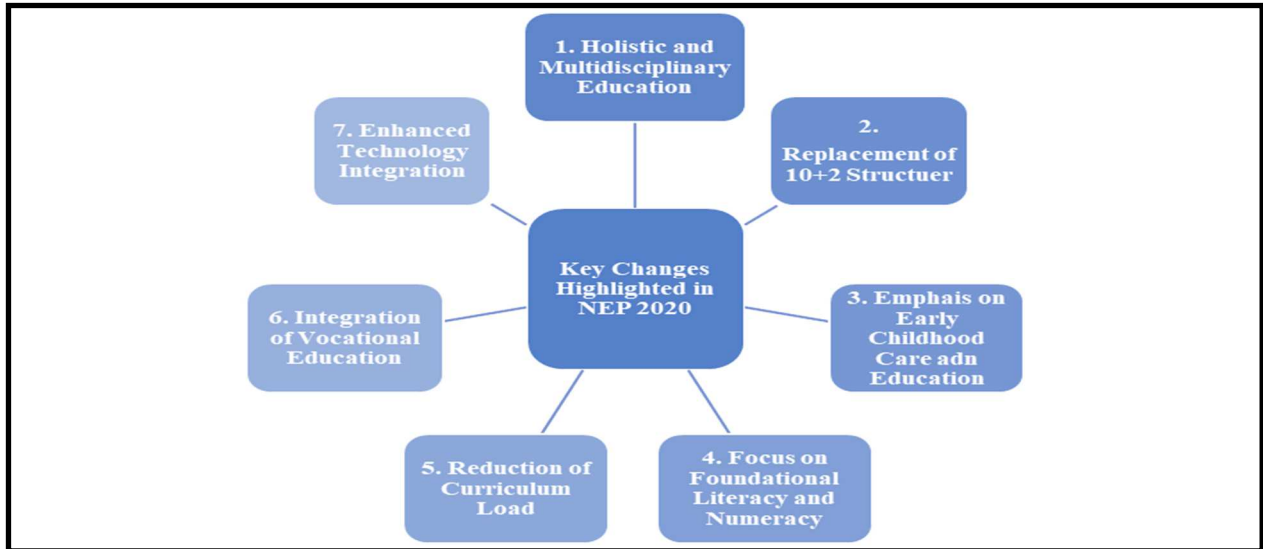 1. Holistic and
Multidisciplinary
Education
2.
Replacement of
10+2 Structuer
3. Emphais on
Early
Childhood
Care adn
Education
4. Focus on
Foundational
Literacy and
Numeracy
5. Reduction of
Curriculum
Load
6. Integration
of Vocational
Education
7. Enhanced
Technology
Integration
Key Changes
Highlighted in
NEP 2020